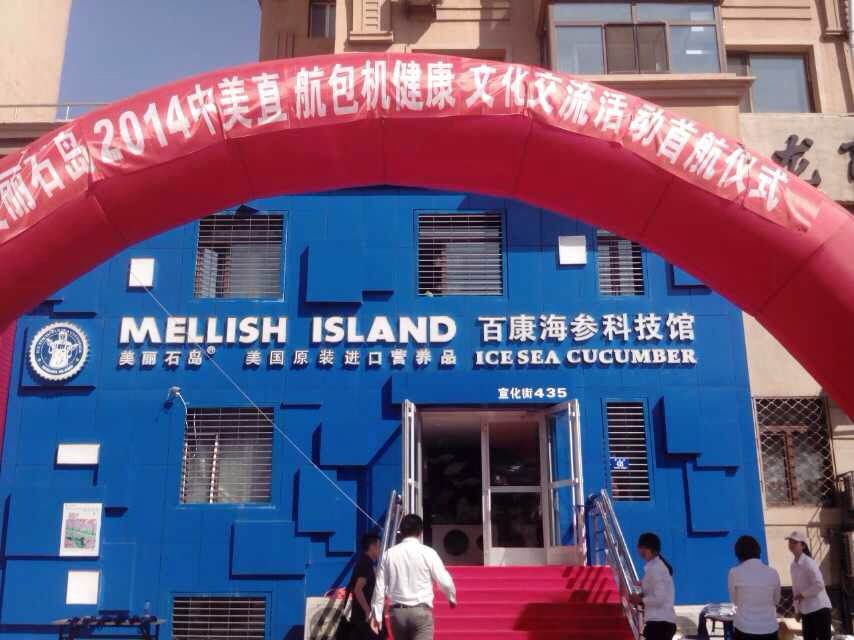 丽石岛 2014中美直航包机健康 文化交流活动首航仪式
MELLISH ISLAND 百康海参科技馆
美丽石岛® 美国原装进口营养品 ICE SEA CUCUMBER
宣化街435
龙